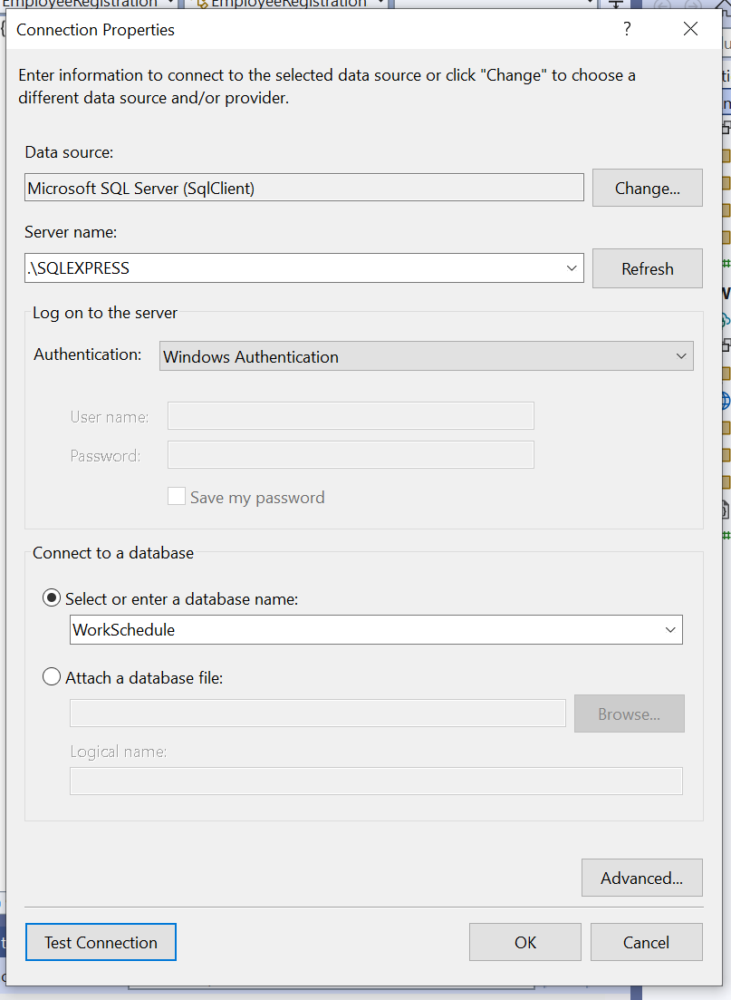 EmployeeRegistration EmployeeRegistration
Connection Properties ?
Enter information to connect to the selected data source or click "Change" to choose a
different data source and/or provider.
Data source:
Microsoft SQL Server (SqlClient) Change...
Server name:
.\SQLEXPRESS Refresh
Log on to the server
Authentication: Windows Authentication
User name:
Password:
Save my password
Connect to a database
Select or enter a database name:
WorkSchedule
Attach a database file:
Browse...
Logical name:
Advanced...
Test Connection OK Cancel